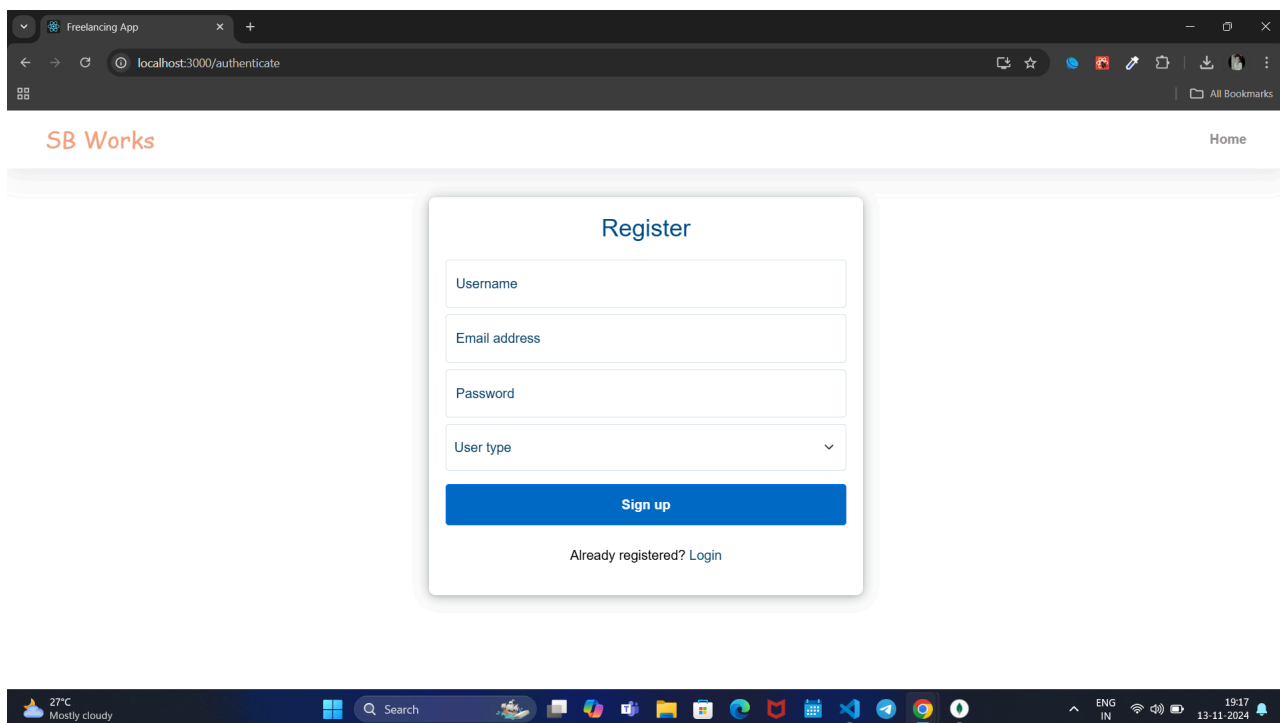 Freelancing App
localhost:3000/authenticate
All Bookmarks
SB Works
Home
Register
Username
Email address
Password
User type
Sign up
Already registered? Login
27°C
Mostly cloudy
Search
ENG
IN
19:17
13-11-2024